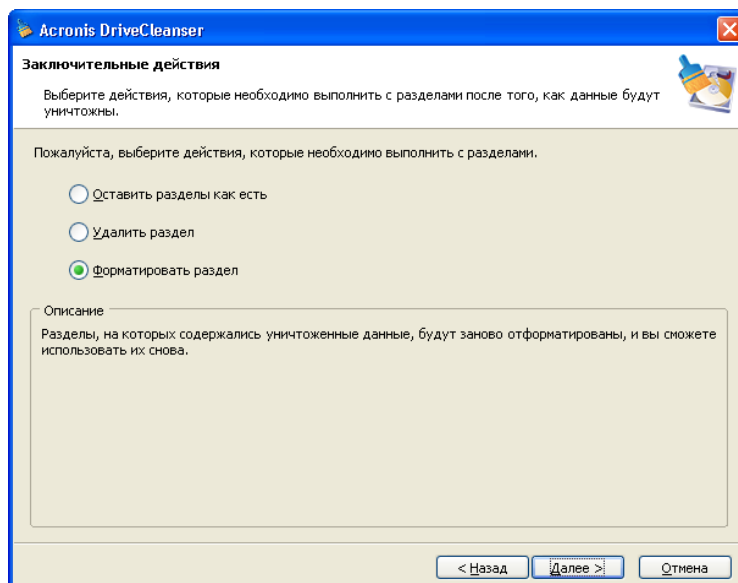 Acronis DriveCleanser
Заключительные действия
Выберите действия, которые необходимо выполнить с разделами после того, как данные будут
уничтожны.
Пожалуйста, выберите действия, которые необходимо выполнить с разделами.
Оставить разделы как есть
Удалить раздел
Форматировать раздел
Описание
Разделы, на которых содержались уничтоженные данные, будут заново отформатированы, и вы сможете
использовать их снова.
< Назад
Далее >
Отмена